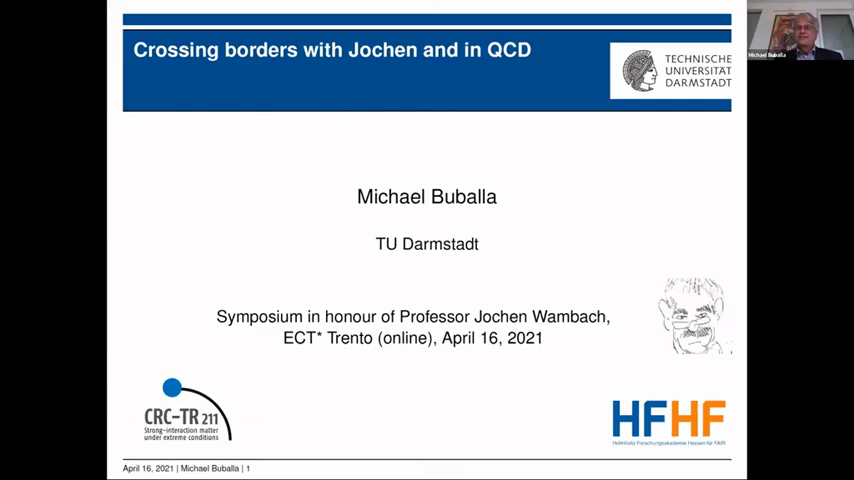 Crossing borders with Jochen and in QCD
TECHNISCHE
UNIVERSITÄT
DARMSTADT
Michael Buballa
Michael Buballa
TU Darmstadt
Symposium in honour of Professor Jochen Wambach,
ECT* Trento (online), April 16, 2021
CRC-TR 211
Strong-interaction matter
under extreme conditions
HFHF
Helmholtz Forschungsakademie Hessen für FAIR
April 16, 2021 | Michael Buballa | 1